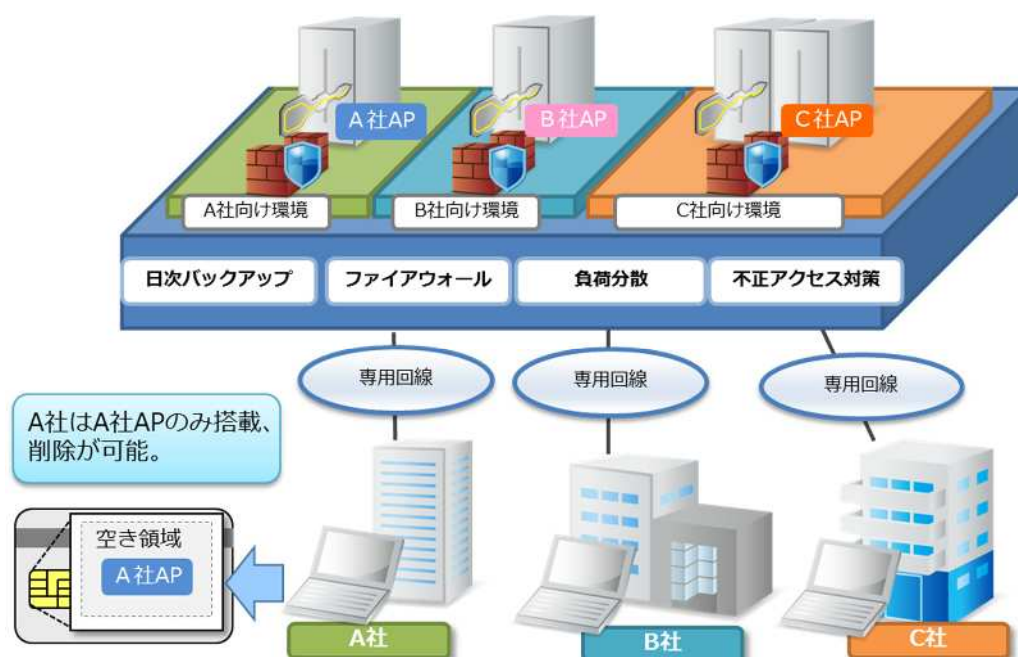 A社AP
B社AP
C社AP
A社向け環境
B社向け環境
C社向け環境
日次バックアップ
ファイアウォール
負荷分散
不正アクセス対策
専用回線
専用回線
専用回線
A社はA社APのみ搭載、
削除が可能。
空き領域
A社AP
A社
B社
C社